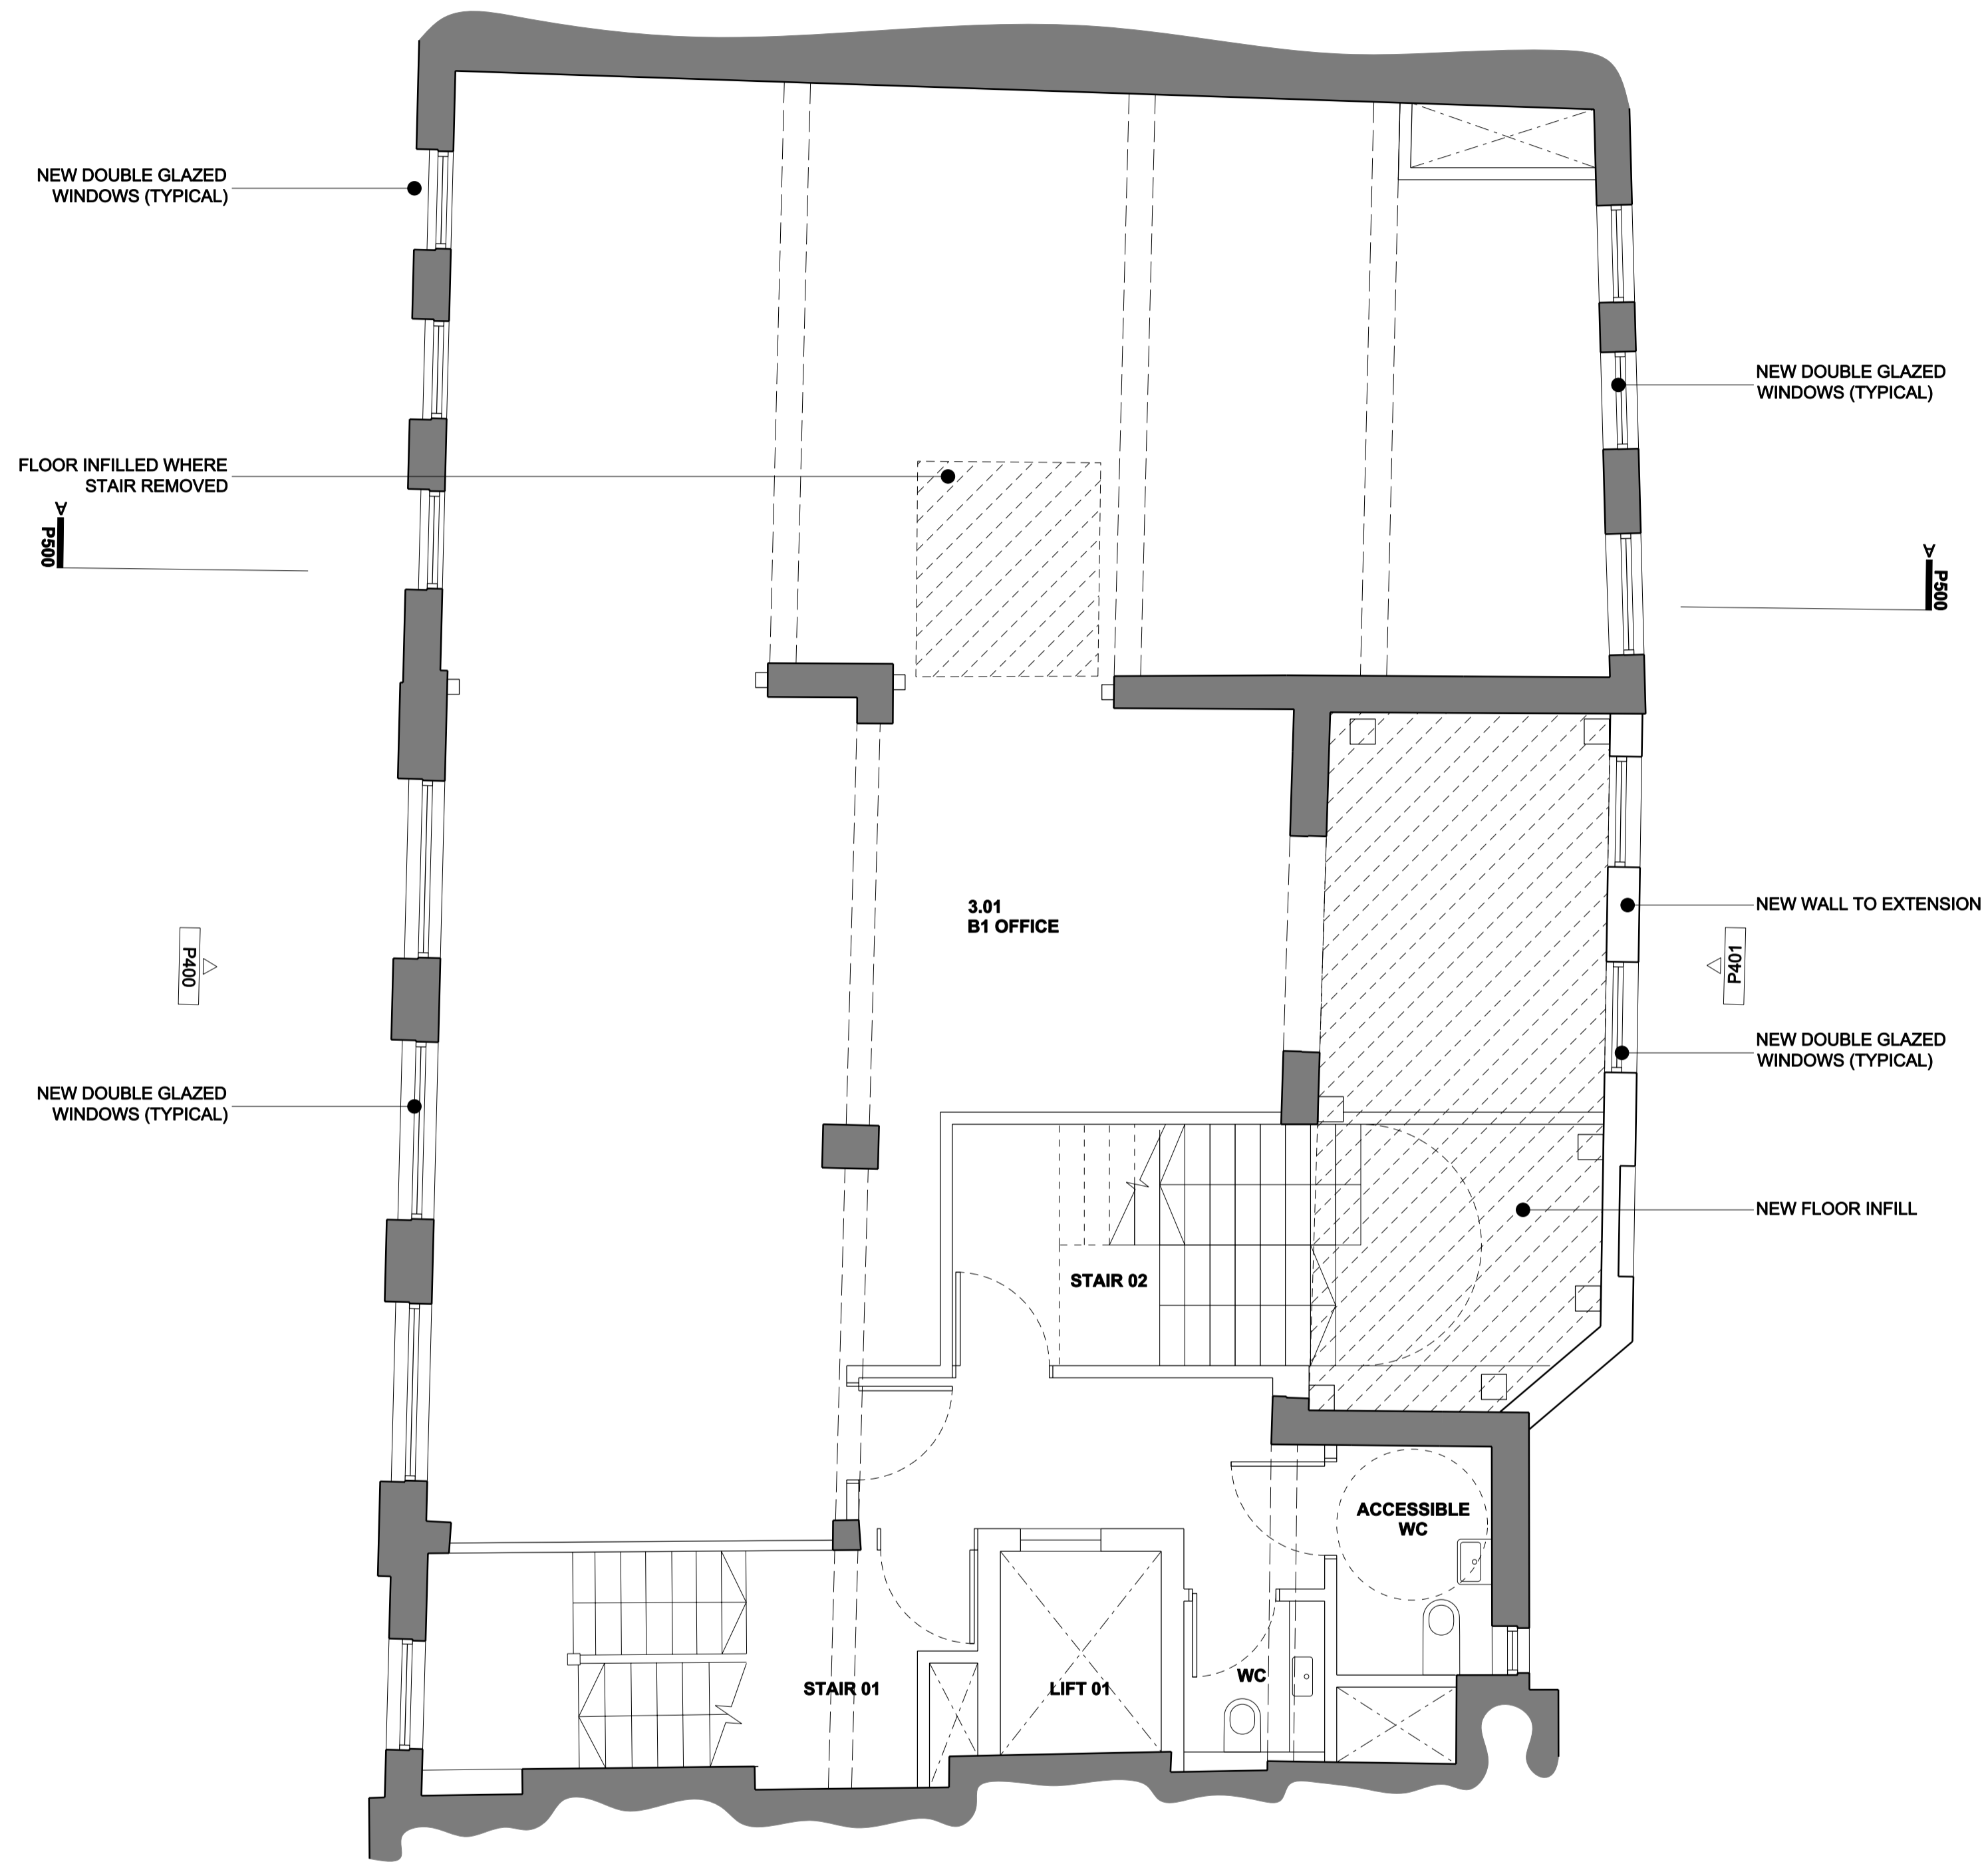 NEW DOUBLE GLAZED
WINDOWS (TYPICAL)
NEW DOUBLE GLAZED
WINDOWS (TYPICAL)
FLOOR INFILLED WHERE
STAIR REMOVED
A
P500
A
P500
3.01
B1 OFFICE
NEW WALL TO EXTENSION
P400
P401
NEW DOUBLE GLAZED
WINDOWS (TYPICAL)
NEW DOUBLE GLAZED
WINDOWS (TYPICAL)
NEW FLOOR INFILL
STAIR 02
ACCESSIBLE
WC
STAIR 01
LIFT 01
WC